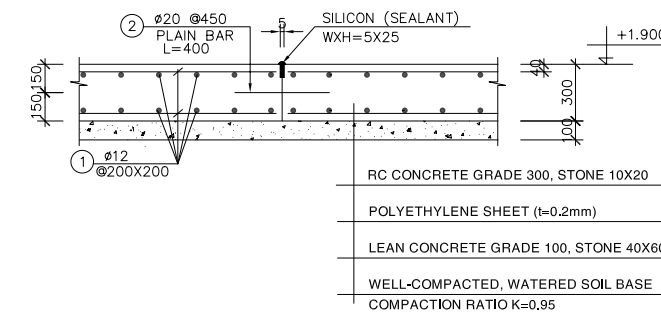 2
ø20 @450
PLAIN BAR
L=400
5
SILICON (SEALANT)
WXH=5X25
+1.900
150
150
40
300
100
1
ø12
@200X200
RC CONCRETE GRADE 300, STONE 10X20
POLYETHYLENE SHEET (t=0.2mm)
LEAN CONCRETE GRADE 100, STONE 40X60
WELL-COMPACTED, WATERED SOIL BASE
COMPACTION RATIO K=0.95